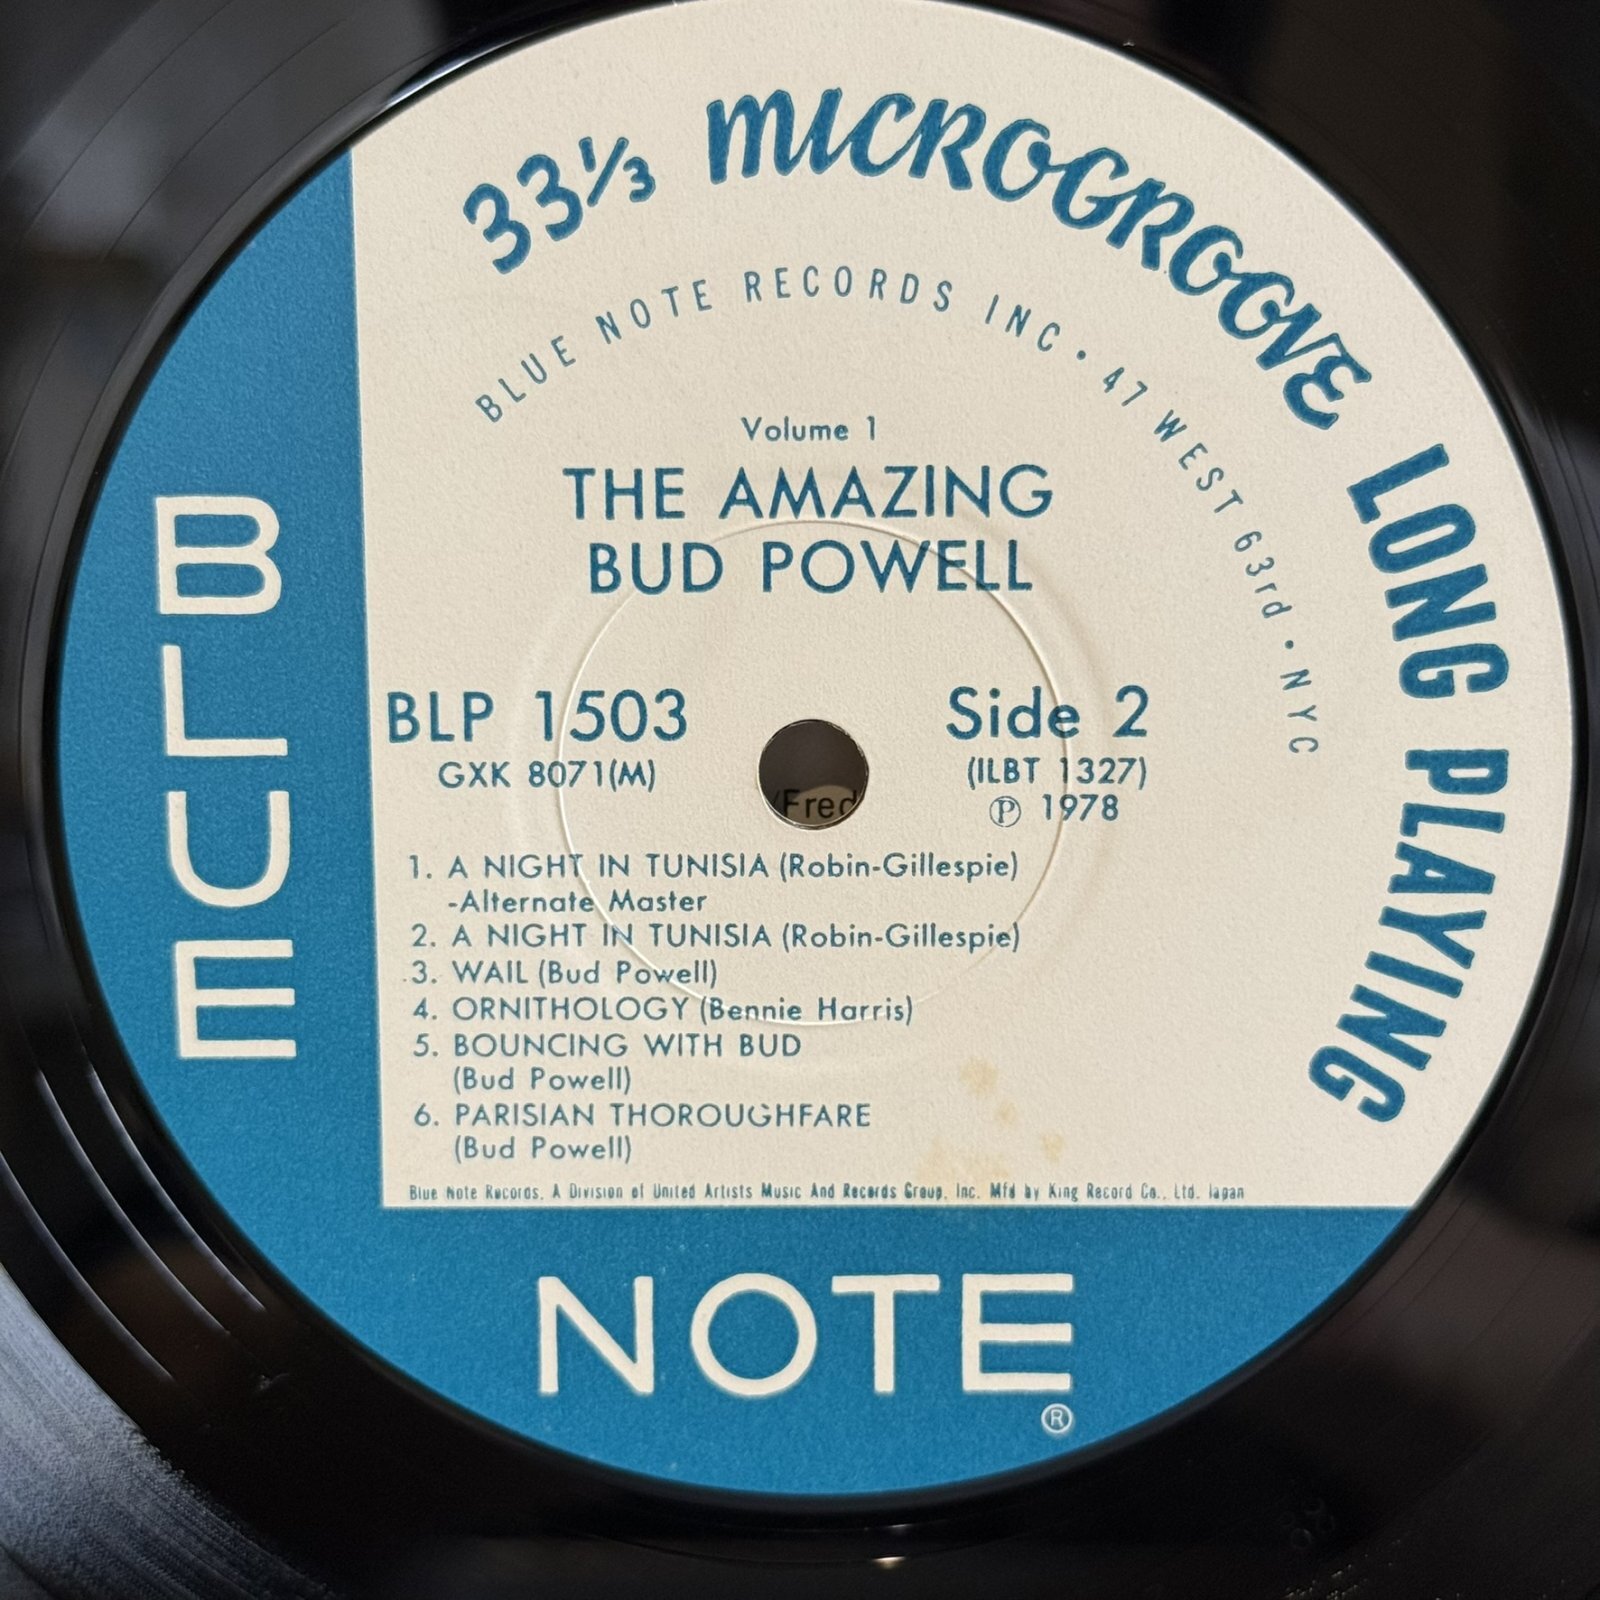 33⅓ MICROGROOVE LONG PLAYING
BLUE NOTE RECORDS INC • 47 WEST 63rd • NYC
Volume 1
THE AMAZING
BUD POWELL
BLP 1503
GXK 8071(M)
Side 2
(ILBT 1327)
Ⓟ 1978
Fred
1. A NIGHT IN TUNISIA (Robin-Gillespie)
-Alternate Master
2. A NIGHT IN TUNISIA (Robin-Gillespie)
3. WAIL (Bud Powell)
4. ORNITHOLOGY (Bennie Harris)
5. BOUNCING WITH BUD
(Bud Powell)
6. PARISIAN THOROUGHFARE
(Bud Powell)
Blue Note Records, A Division of United Artists Music And Records Group, Inc. Mfd by King Record Co., Ltd. Japan
BLUE
NOTE
®